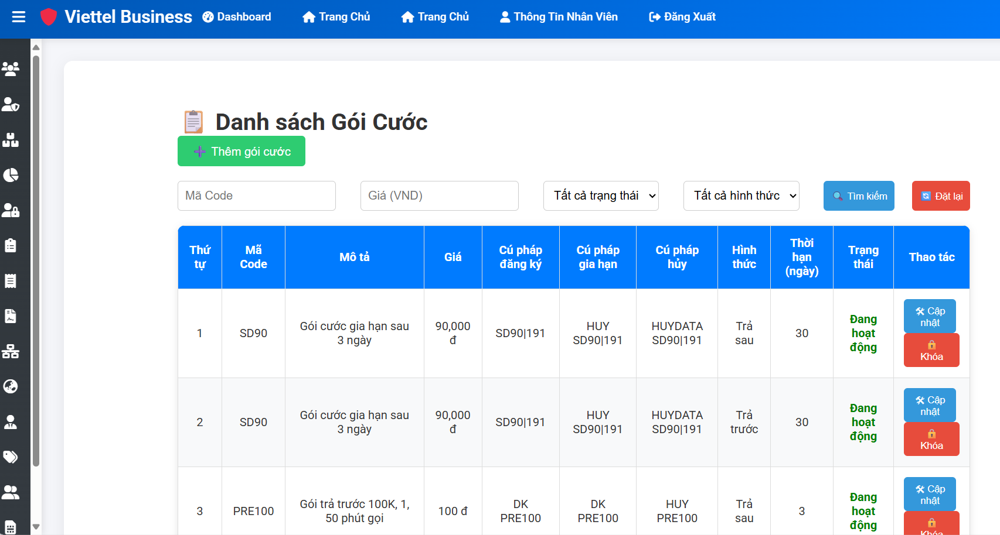 Viettel Business Dashboard Trang Chủ Trang Chủ Thông Tin Nhân Viên Đăng Xuất
Danh sách Gói Cước
Thêm gói cước
Mã Code Giá (VND) Tất cả trạng thái Tất cả hình thức Tìm kiếm Đặt lại
Thứ tự Mã Code Mô tả Giá Cú pháp đăng ký Cú pháp gia hạn Cú pháp hủy Hình thức Thời hạn (ngày) Trạng thái Thao tác
1 SD90 Gói cước gia hạn sau 3 ngày 90,000 đ SD90|191 HUY SD90|191 HUYDATA SD90|191 Trả sau 30 Đang hoạt động Cập nhật Khóa
2 SD90 Gói cước gia hạn sau 3 ngày 90,000 đ SD90|191 HUY SD90|191 HUYDATA SD90|191 Trả trước 30 Đang hoạt động Cập nhật Khóa
3 PRE100 Gói trả trước 100K, 1, 50 phút gọi 100 đ DK PRE100 DK PRE100 HUY PRE100 Trả sau 3 Đang hoạt động Cập nhật Khóa